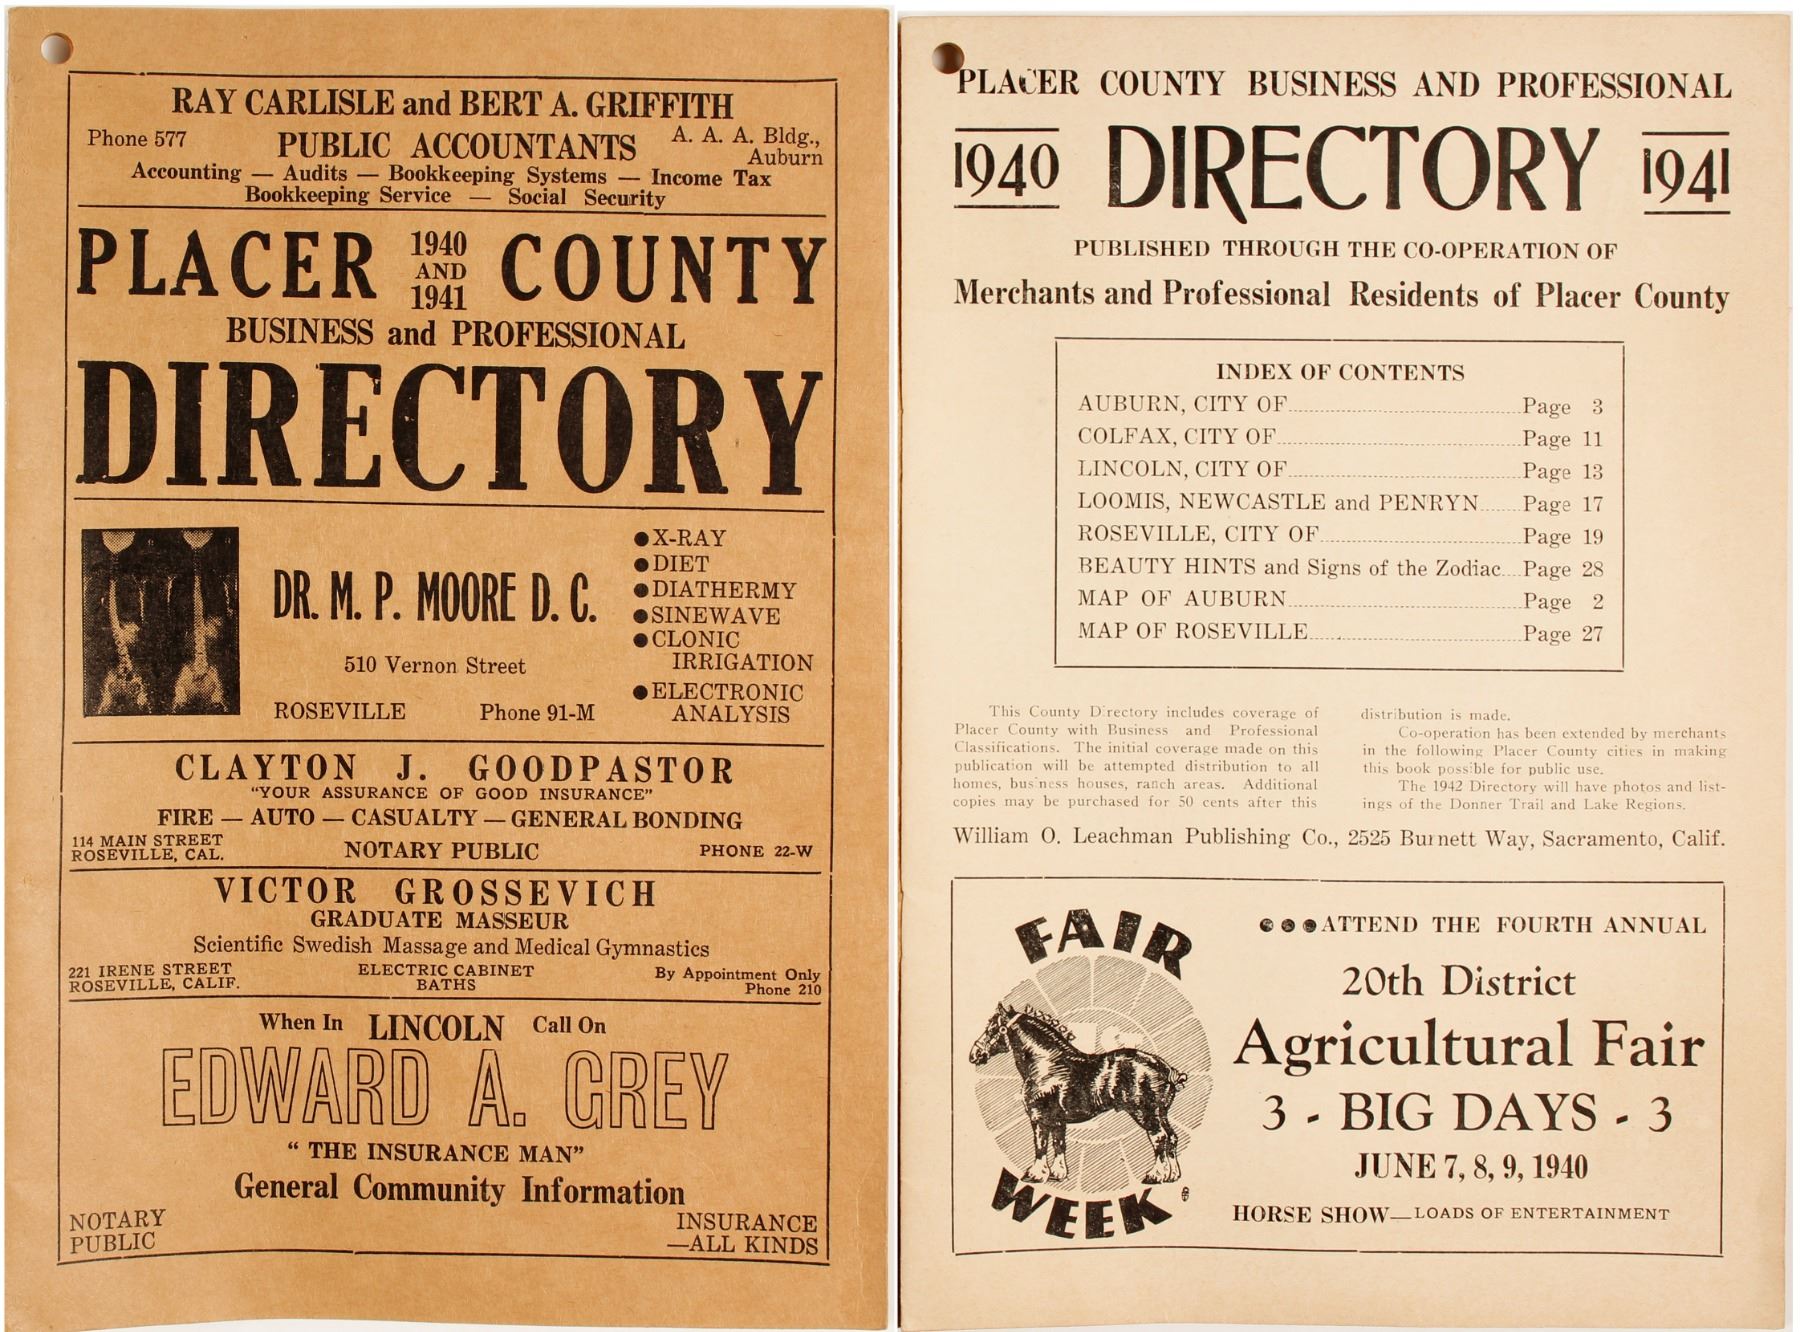 RAY CARLISLE and BERT A. GRIFFITH
Phone 577 PUBLIC ACCOUNTANTS A. A. A. Bldg., Auburn
Accounting — Audits — Bookkeeping Systems — Income Tax
Bookkeeping Service — Social Security
PLACER 1940 AND 1941 COUNTY
BUSINESS and PROFESSIONAL
DIRECTORY
DR. M. P. MOORE D. C.
510 Vernon Street
ROSEVILLE Phone 91-M
●X-RAY
●DIET
●DIATHERMY
●SINEWAVE
●CLONIC
IRRIGATION
●ELECTRONIC
ANALYSIS
CLAYTON J. GOODPASTOR
"YOUR ASSURANCE OF GOOD INSURANCE"
FIRE — AUTO — CASUALTY — GENERAL BONDING
114 MAIN STREET
ROSEVILLE, CAL. NOTARY PUBLIC PHONE 22-W
VICTOR GROSSEVICH
GRADUATE MASSEUR
Scientific Swedish Massage and Medical Gymnastics
221 IRENE STREET ELECTRIC CABINET By Appointment Only
ROSEVILLE, CALIF. BATHS Phone 210
When In LINCOLN Call On
EDWARD A. GREY
" THE INSURANCE MAN"
General Community Information
NOTARY INSURANCE
PUBLIC —ALL KINDS
PLACER COUNTY BUSINESS AND PROFESSIONAL
1940 DIRECTORY 1941
PUBLISHED THROUGH THE CO-OPERATION OF
Merchants and Professional Residents of Placer County
INDEX OF CONTENTS
AUBURN, CITY OF Page 3
COLFAX, CITY OF Page 11
LINCOLN, CITY OF Page 13
LOOMIS, NEWCASTLE and PENRYN Page 17
ROSEVILLE, CITY OF Page 19
BEAUTY HINTS and Signs of the Zodiac Page 28
MAP OF AUBURN Page 2
MAP OF ROSEVILLE Page 27
This County Directory includes coverage of
Placer County with Business and Professional
Classifications. The initial coverage made on this
publication will be attempted distribution to all
homes, business houses, ranch areas. Additional
copies may be purchased for 50 cents after this
distribution is made.
Co-operation has been extended by merchants
in the following Placer County cities in making
this book possible for public use.
The 1942 Directory will have photos and list-
ings of the Donner Trail and Lake Regions.
William O. Leachman Publishing Co., 2525 Burnett Way, Sacramento, Calif.
FAIR
WEEK
●●●ATTEND THE FOURTH ANNUAL
20th District
Agricultural Fair
3 - BIG DAYS - 3
JUNE 7, 8, 9, 1940
HORSE SHOW—LOADS OF ENTERTAINMENT